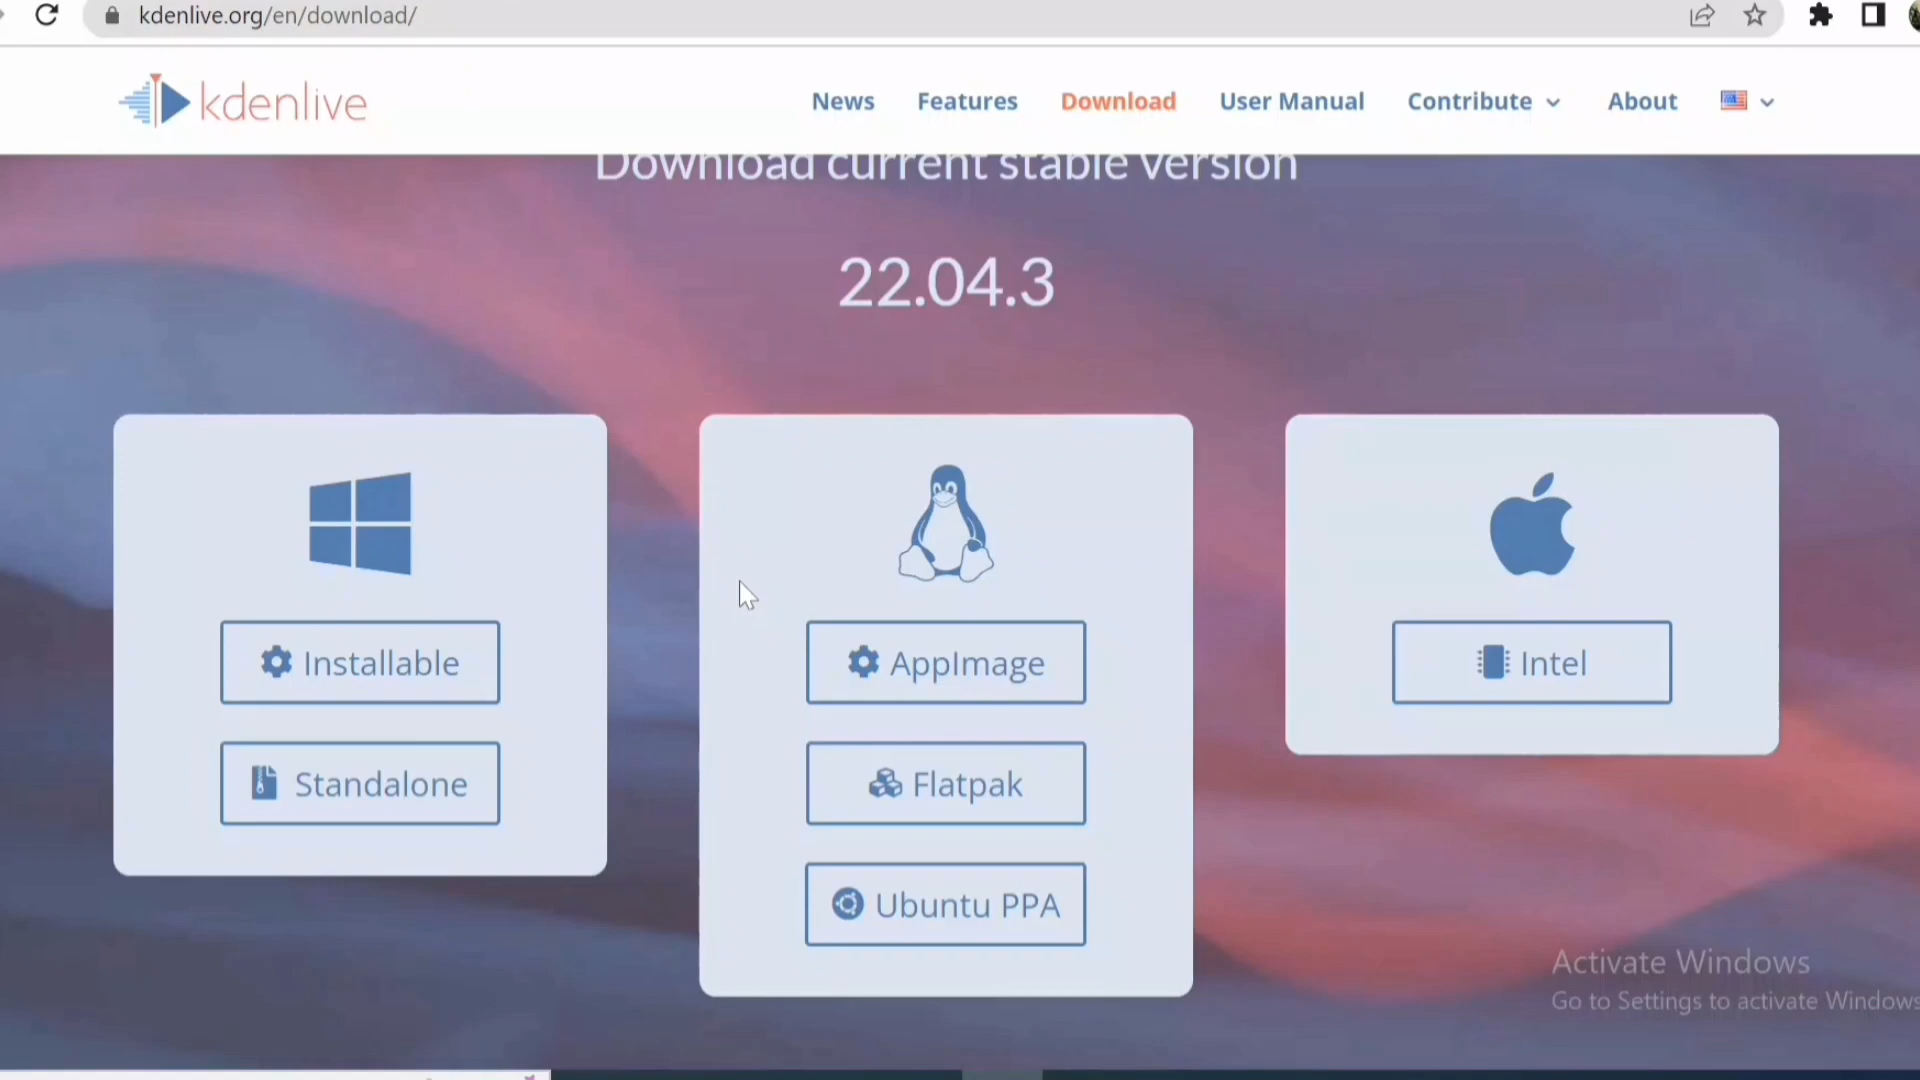 kdenlive.org/en/download/
kdenlive
News Features Download User Manual Contribute About
Download current stable version
22.04.3
Installable AppImage Intel
Standalone Flatpak
Ubuntu PPA
Activate Windows
Go to Settings to activate Windows